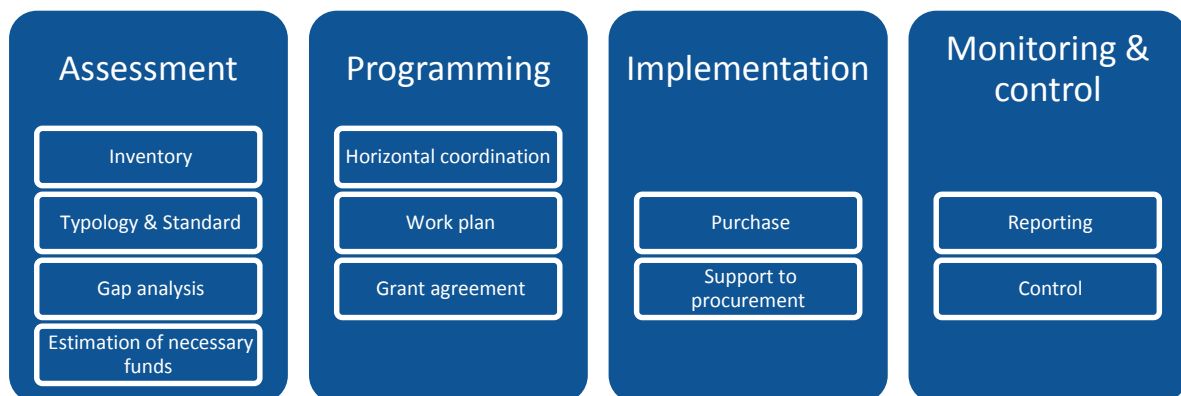 Assessment
Inventory
Typology & Standard
Gap analysis
Estimation of necessary
funds
Programming
Horizontal coordination
Work plan
Grant agreement
Implementation
Purchase
Support to
procurement
Monitoring &
control
Reporting
Control